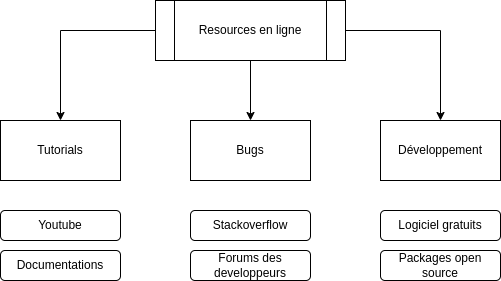 Resources en ligne
Tutorials
Bugs
Développement
Youtube
Stackoverflow
Logiciel gratuits
Documentations
Forums des
developpeurs
Packages open
source